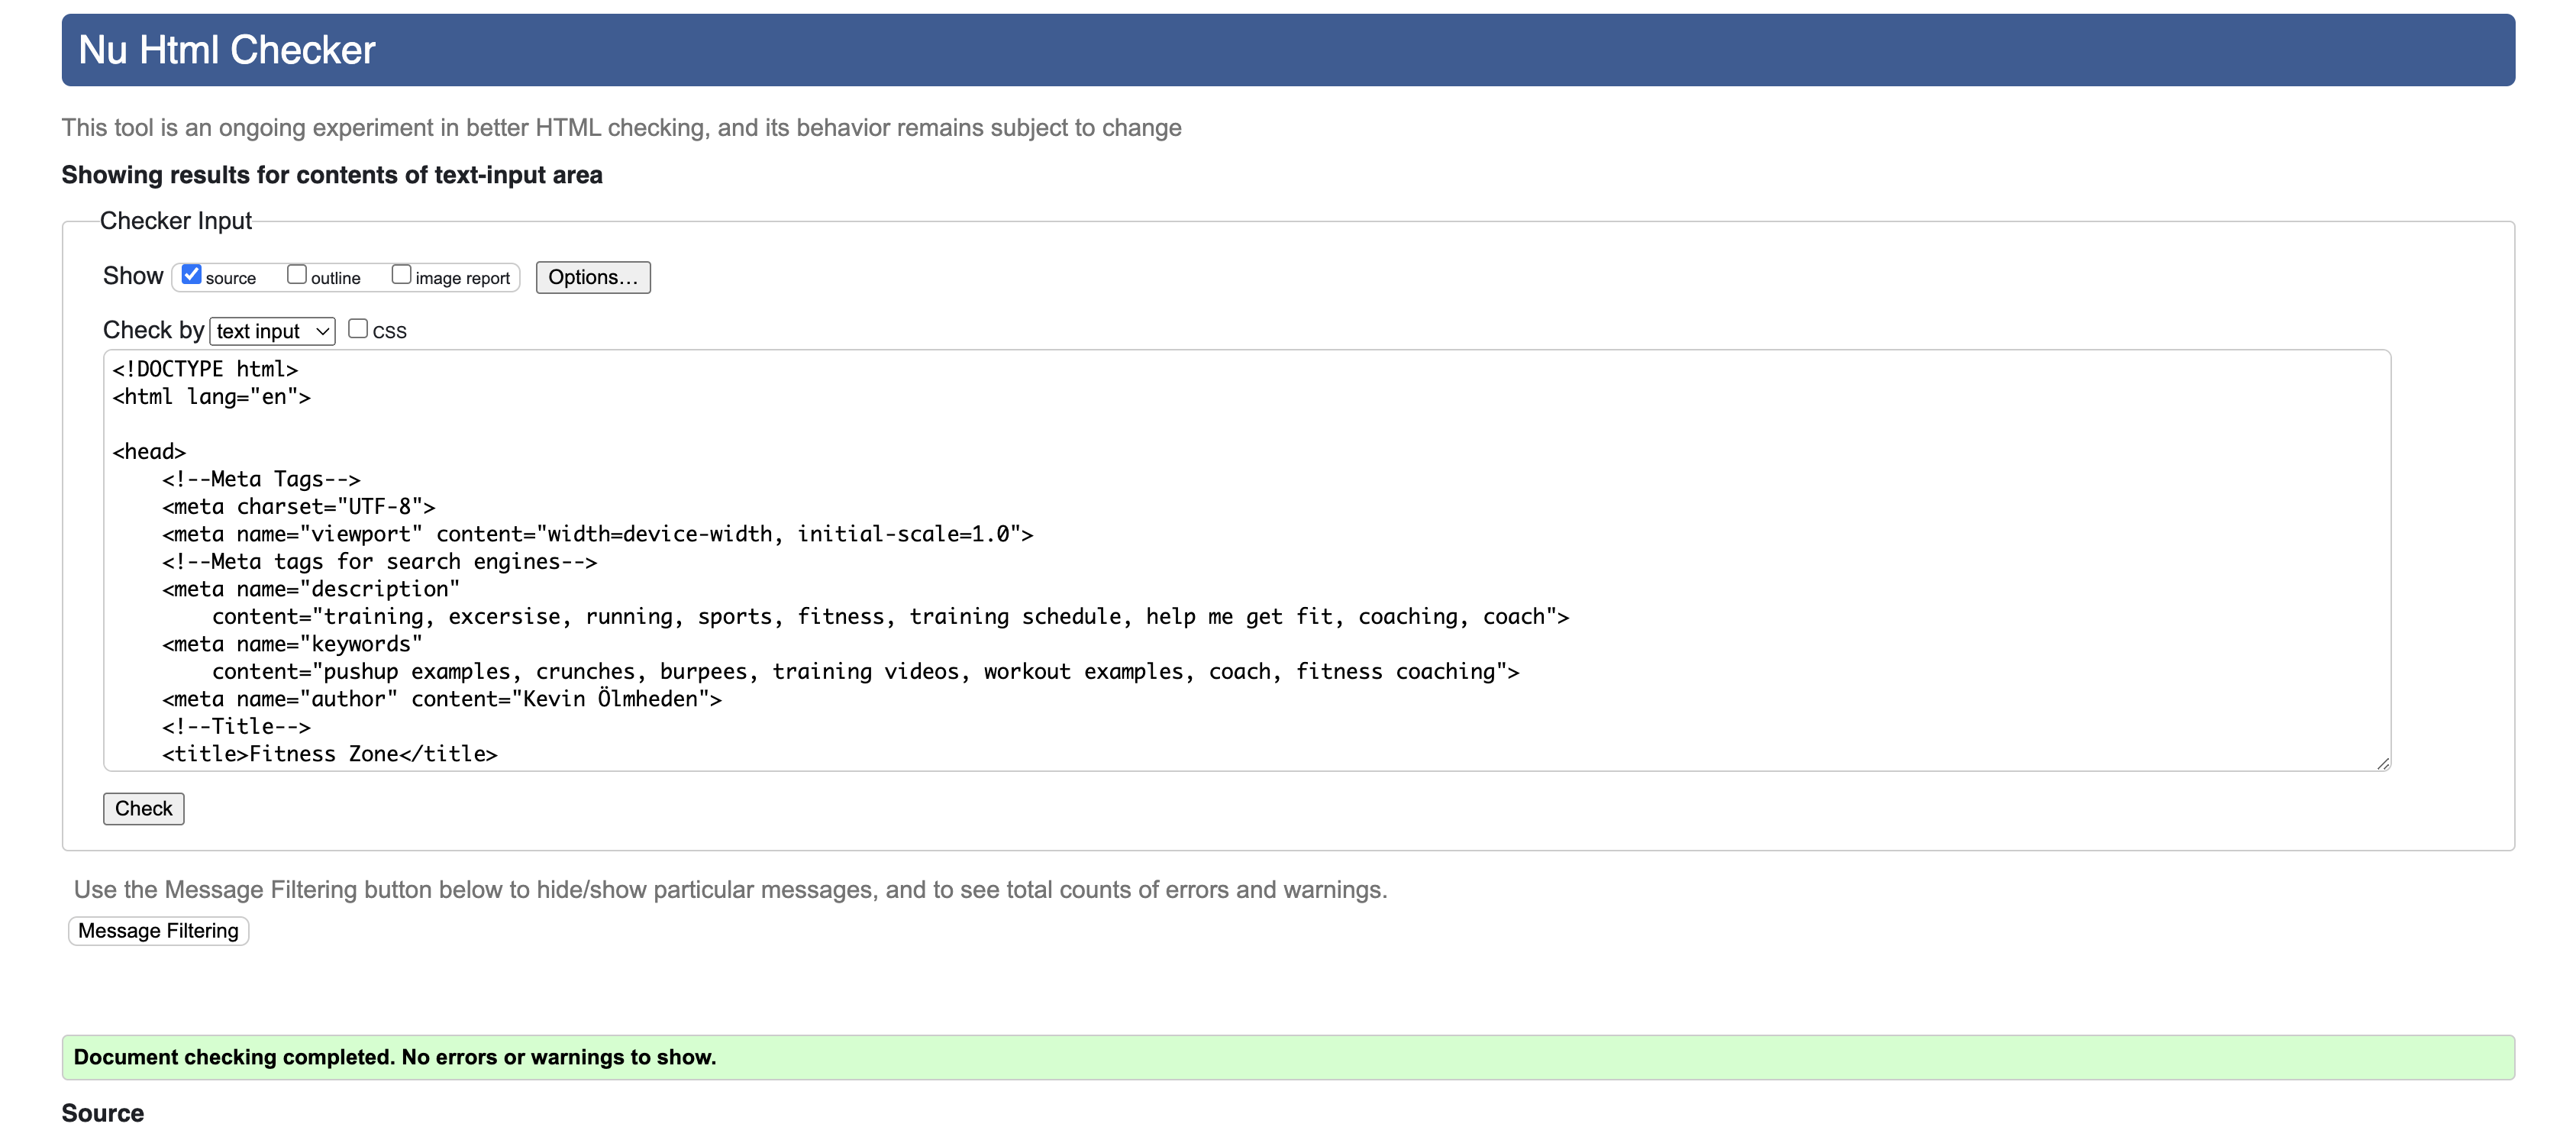 Nu Html Checker
This tool is an ongoing experiment in better HTML checking, and its behavior remains subject to change
Showing results for contents of text-input area
Checker Input
Show source outline image report Options...
Check by text input CSS
<!DOCTYPE html>
<html lang="en">
<head>
<!--Meta Tags-->
<meta charset="UTF-8">
<meta name="viewport" content="width=device-width, initial-scale=1.0">
<!--Meta tags for search engines-->
<meta name="description"
content="training, excersise, running, sports, fitness, training schedule, help me get fit, coaching, coach">
<meta name="keywords"
content="pushup examples, crunches, burpees, training videos, workout examples, coach, fitness coaching">
<meta name="author" content="Kevin Ölmheden">
<!--Title-->
<title>Fitness Zone</title>
Check
Use the Message Filtering button below to hide/show particular messages, and to see total counts of errors and warnings.
Message Filtering
Document checking completed. No errors or warnings to show.
Source